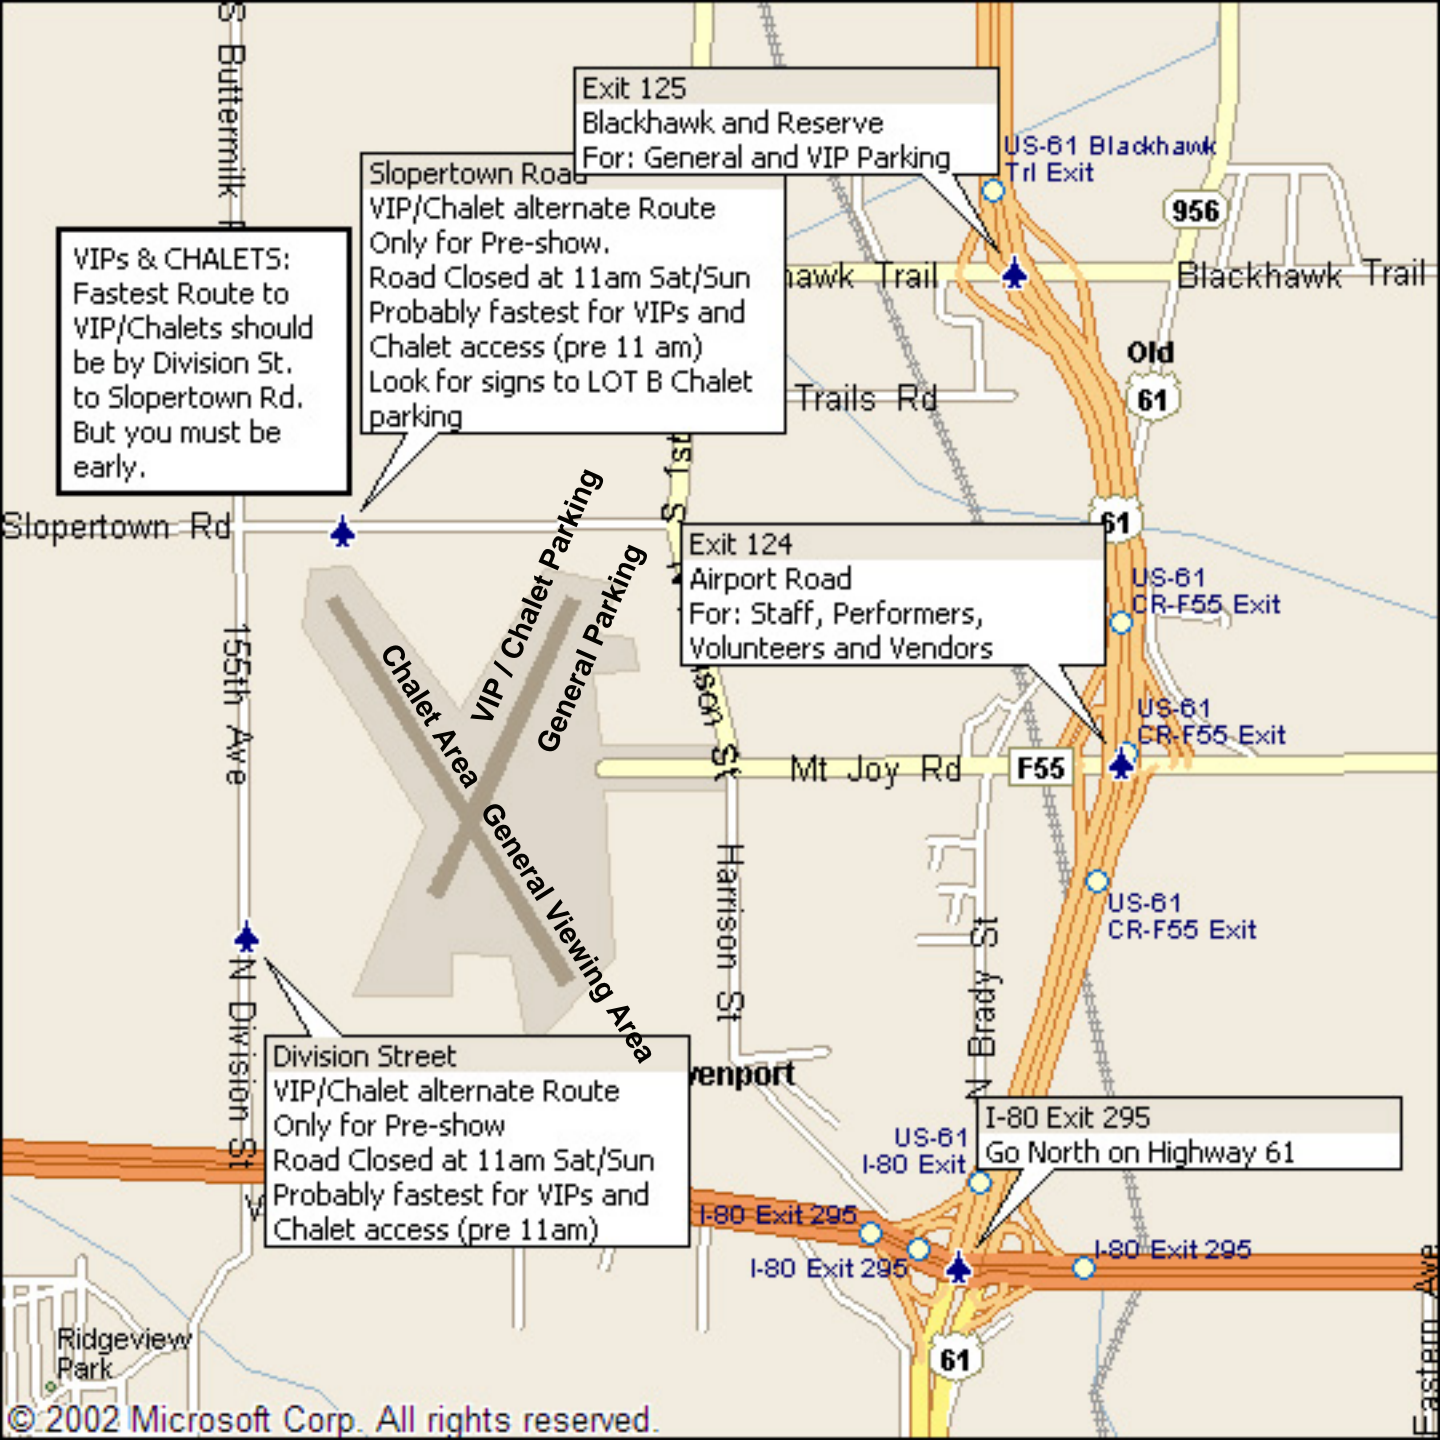 S Buttermilk
Exit 125
Blackhawk and Reserve
For: General and VIP Parking
US-61 Blackhawk
Trl Exit
956
Slopertown Road
VIP/Chalet alternate Route
Only for Pre-show.
Road Closed at 11am Sat/Sun
Probably fastest for VIPs and
Chalet access (pre 11 am)
Look for signs to LOT B Chalet
parking
VIPs & CHALETS:
Fastest Route to
VIP/Chalets should
be by Division St.
to Slopertown Rd.
But you must be
early.
hawk Trail
Blackhawk Trail
Old
61
Trails Rd
S 1st
Slopertown Rd
61
Exit 124
Airport Road
For: Staff, Performers,
Volunteers and Vendors
US-61
CR-F55 Exit
VIP / Chalet Parking
General Parking
Chalet Area
General Viewing Area
155th Ave
ison St
US-61
CR-F55 Exit
Mt Joy Rd
F55
Harrison St
US-61
CR-F55 Exit
N Brady St
N Division St
Division Street
VIP/Chalet alternate Route
Only for Pre-show
Road Closed at 11am Sat/Sun
Probably fastest for VIPs and
Chalet access (pre 11am)
venport
I-80 Exit 295
Go North on Highway 61
US-61
I-80 Exit
I-80 Exit 295
I-80 Exit 295
I-80 Exit 295
61
Eastern Ave
Ridgeview
Park
© 2002 Microsoft Corp. All rights reserved.